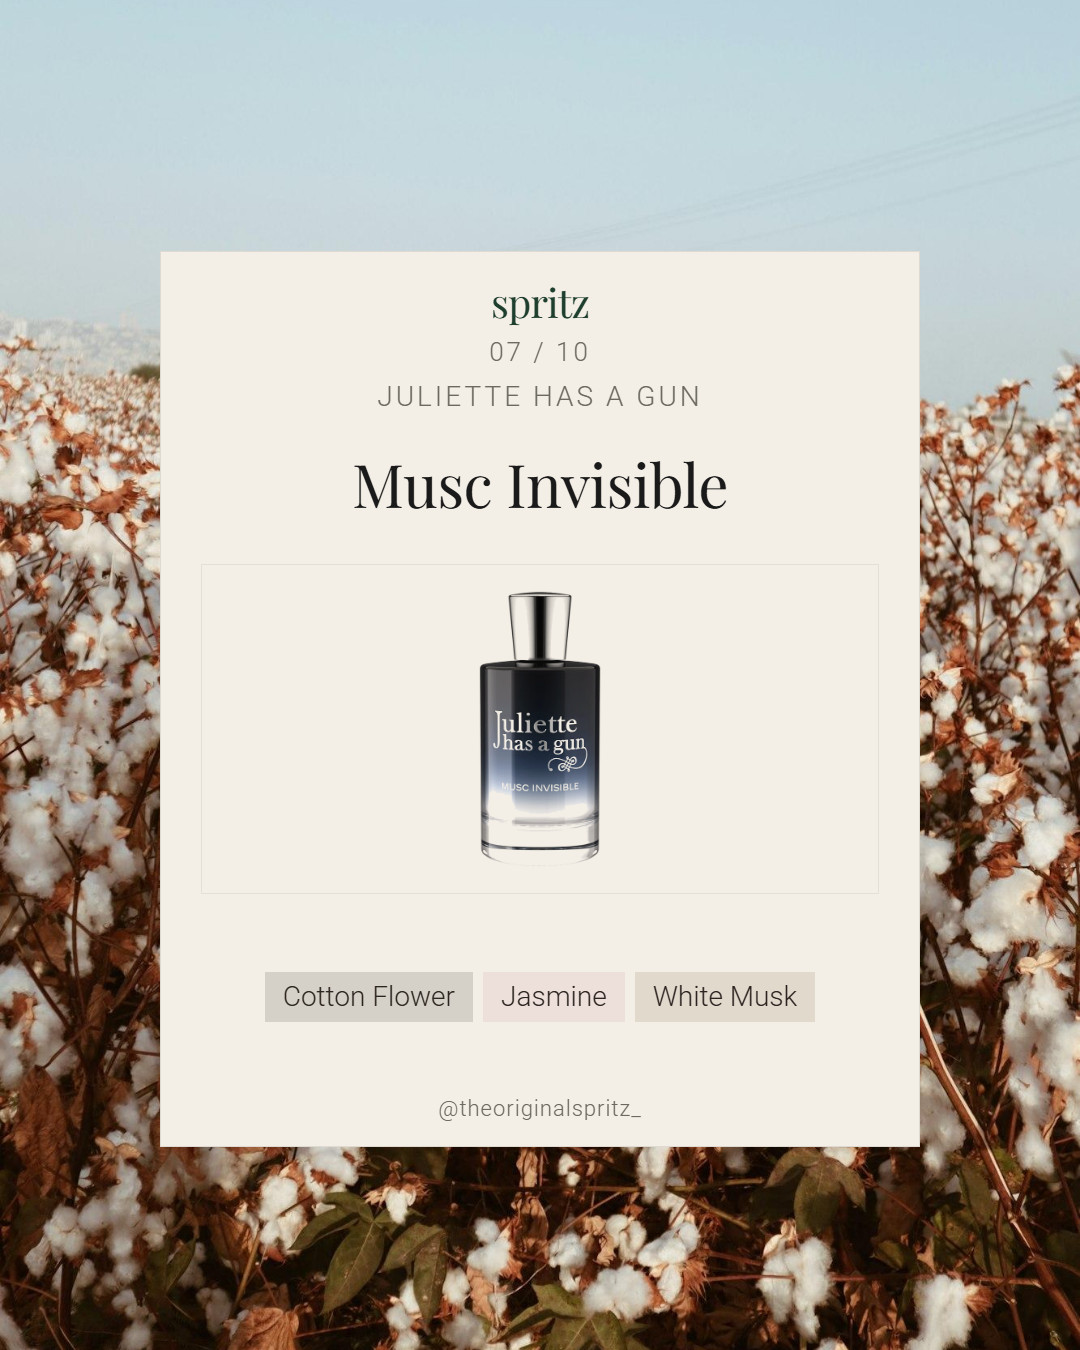 spritz
07 / 10
JULIETTE HAS A GUN
Musc Invisible
Juliette
has a gun
MUSC INVISIBLE
Cotton Flower Jasmine White Musk
@theoriginalspritz_